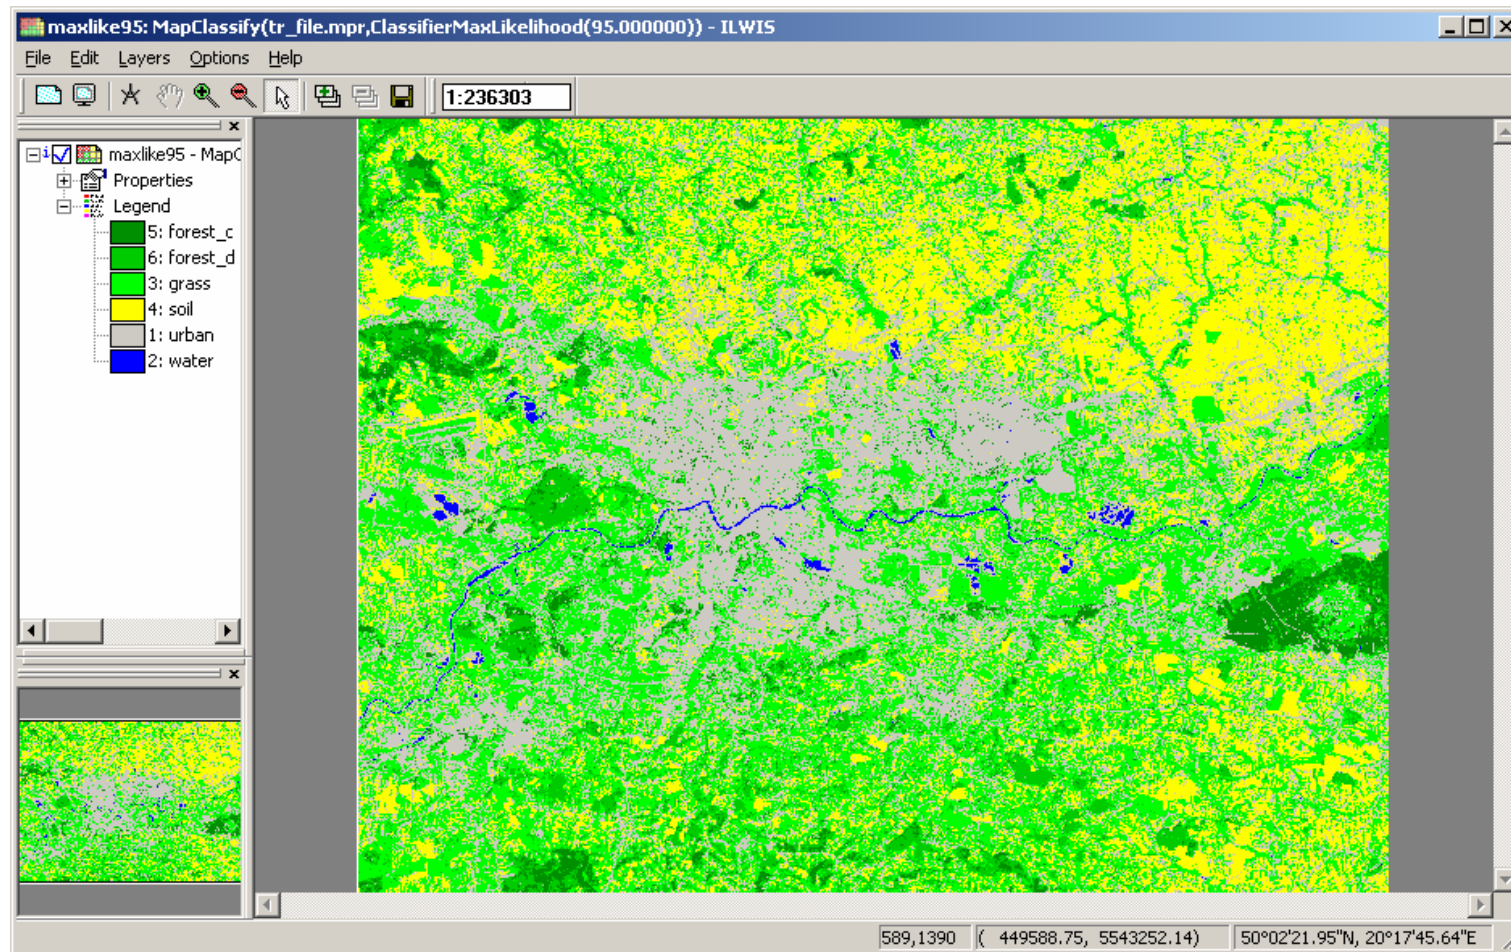 maxlike95: MapClassify(tr_file.mpr,ClassifierMaxLikelihood(95.000000)) - ILWIS
File Edit Layers Options Help
1:236303
maxlike95 - MapC
Properties
Legend
5: forest_c
6: forest_d
3: grass
4: soil
1: urban
2: water
589,1390 ( 449588.75, 5543252.14) 50°02'21.95"N, 20°17'45.64"E